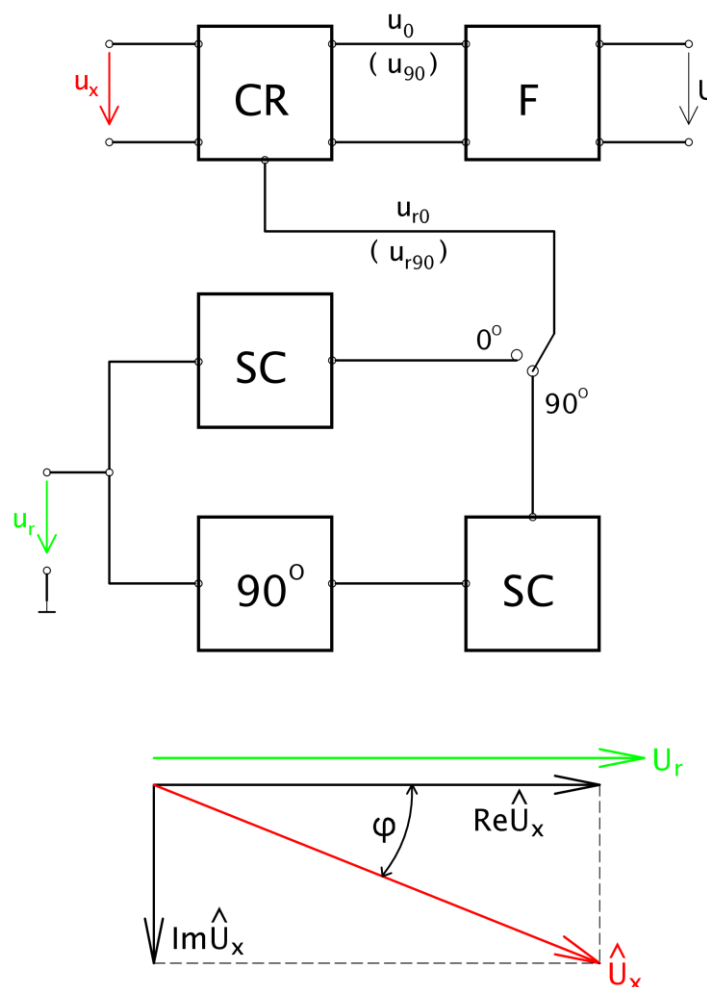 u₀
(u₉₀)
uₓ
CR
F
U
uᵣ₀
(uᵣ₉₀)
SC
0°
90°
uᵣ
90°
SC
Uᵣ
ReÛₓ
φ
ImÛₓ
Ûₓ